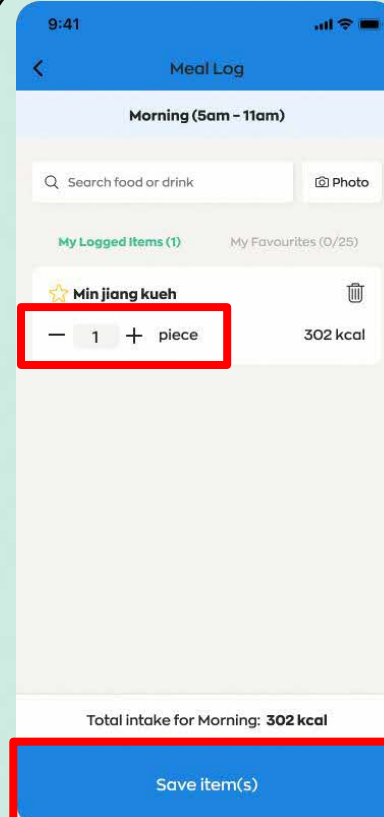 9:41
Meal Log
Morning (5am - 11am)
Search food or drink
Photo
My Logged Items (1) My Favourites (0/25)
Min jiang kueh
1 piece 302 kcal
Total intake for Morning: 302 kcal
Save item(s)